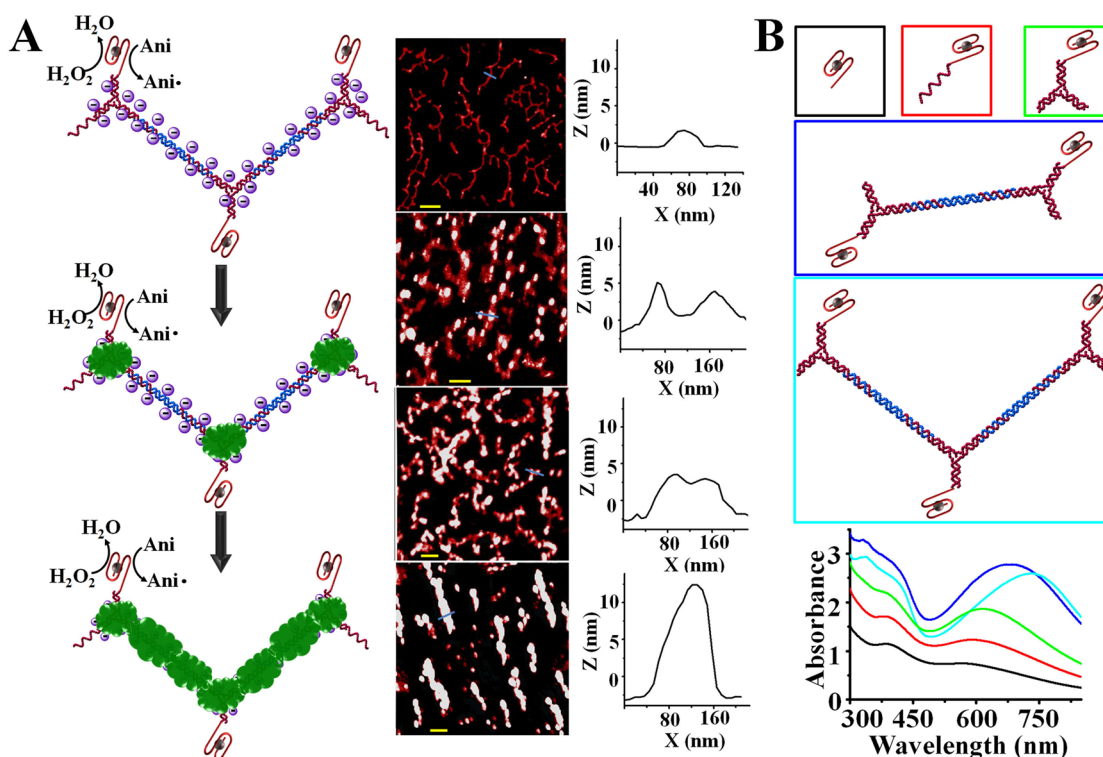 A
H₂O
Ani
H₂O₂
Ani•
H₂O
Ani
H₂O₂
Ani•
H₂O
Ani
H₂O₂
Ani•
10
5
0
Z (nm)
40 80 120
X (nm)
10
5
0
Z (nm)
80 160
X (nm)
10
5
0
Z (nm)
80 160
X (nm)
10
5
0
Z (nm)
80 160
X (nm)
B
3
2
1
0
Absorbance
300 450 600 750
Wavelength (nm)